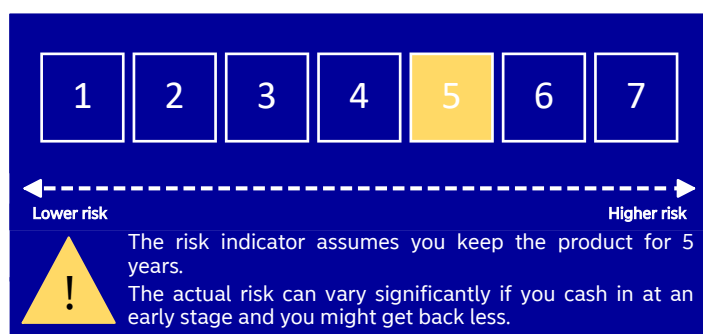 1 2 3 4 5 6 7
Lower risk Higher risk
The risk indicator assumes you keep the product for 5
years.
!
The actual risk can vary significantly if you cash in at an
early stage and you might get back less.